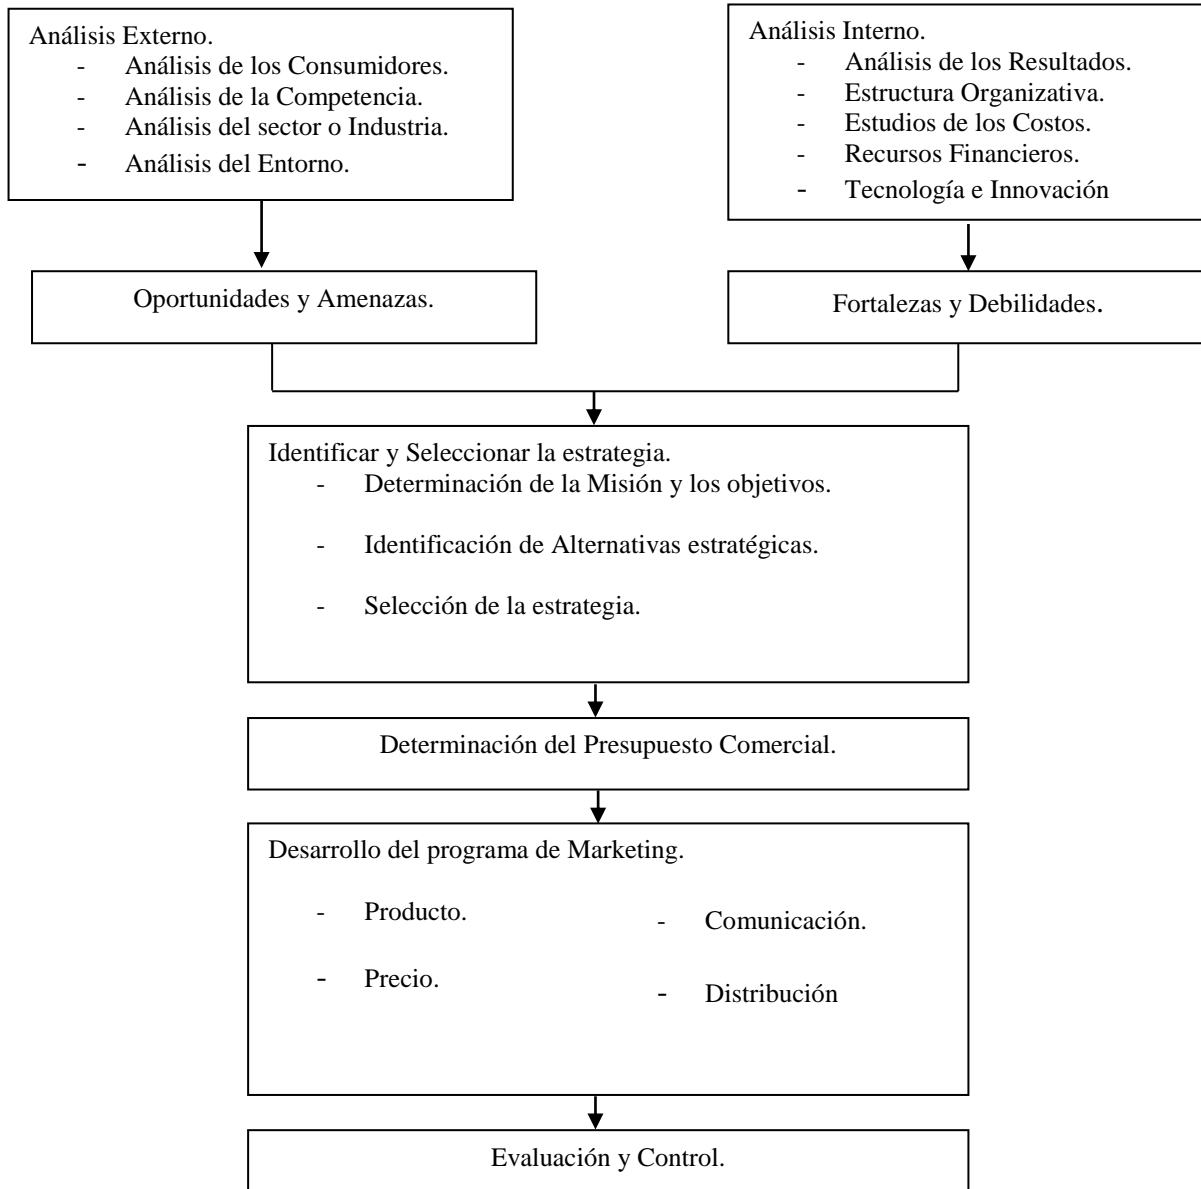 Análisis Externo.
- Análisis de los Consumidores.
- Análisis de la Competencia.
- Análisis del sector o Industria.
- Análisis del Entorno.
Análisis Interno.
- Análisis de los Resultados.
- Estructura Organizativa.
- Estudios de los Costos.
- Recursos Financieros.
- Tecnología e Innovación
Oportunidades y Amenazas.
Fortalezas y Debilidades.
Identificar y Seleccionar la estrategia.
- Determinación de la Misión y los objetivos.
- Identificación de Alternativas estratégicas.
- Selección de la estrategia.
Determinación del Presupuesto Comercial.
Desarrollo del programa de Marketing.
- Producto.
- Precio.
- Comunicación.
- Distribución
Evaluación y Control.